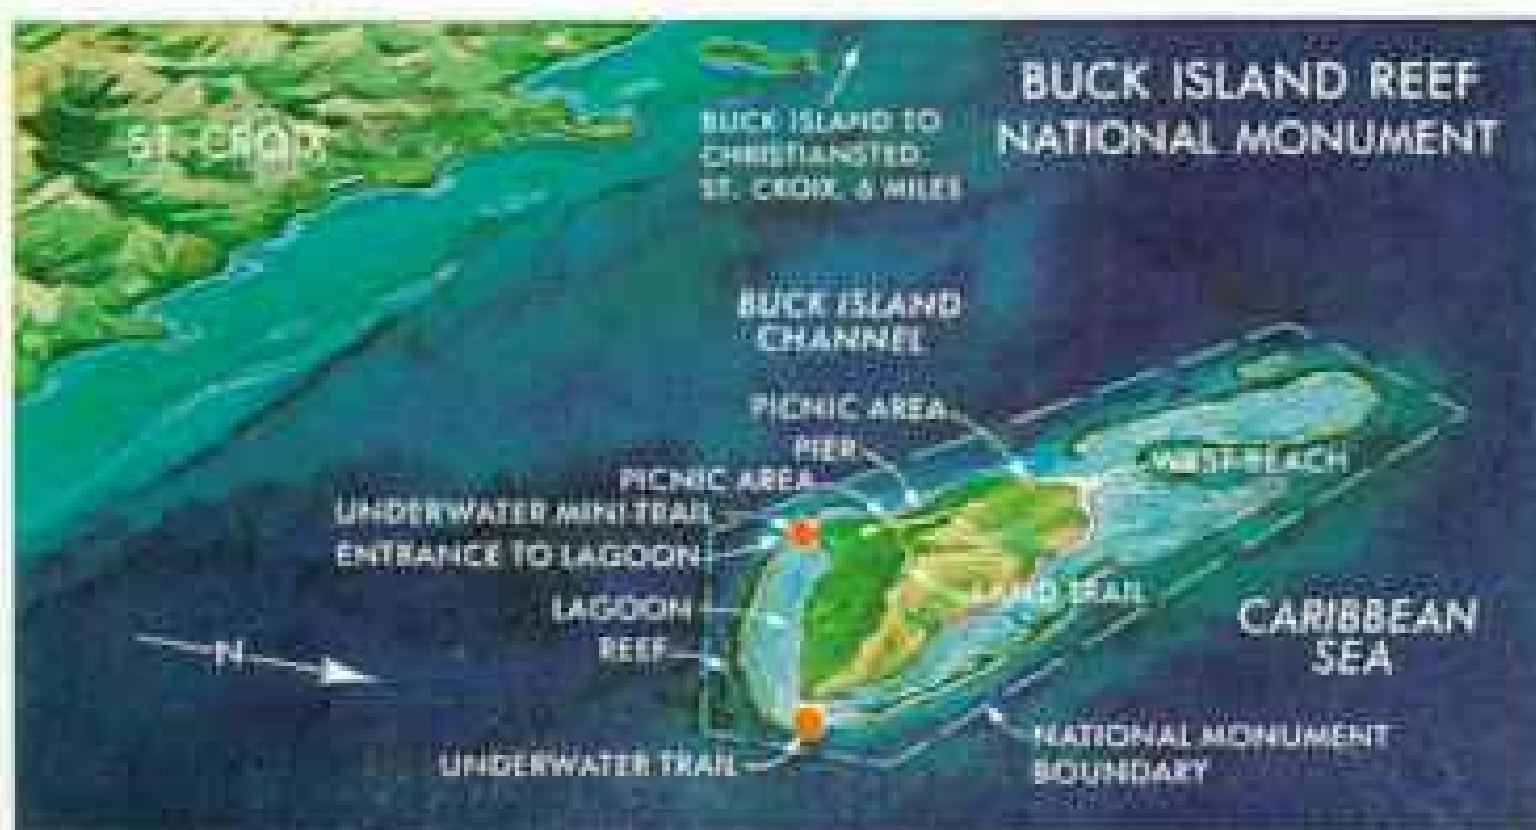 BUCK ISLAND REEF
NATIONAL MONUMENT
ST. CROIX
BUCK ISLAND TO
CHRISTIANSTED,
ST. CROIX, 6 MILES
BUCK ISLAND
CHANNEL
PICNIC AREA
PIER
PICNIC AREA
UNDERWATER MINI TRAIL
ENTRANCE TO LAGOON
LAGOON
REEF
UNDERWATER TRAIL
WEST BEACH
LAND TRAIL
CARIBBEAN
SEA
NATIONAL MONUMENT
BOUNDARY
N